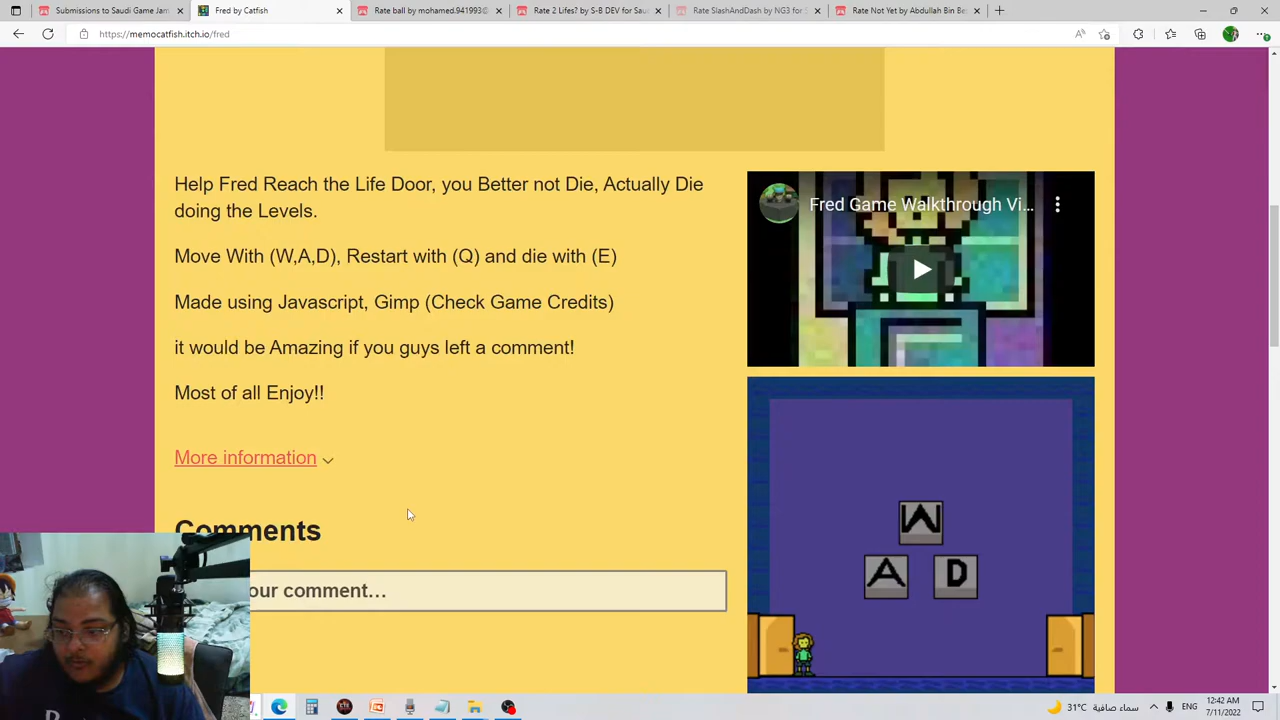 Submissions to Saudi Game Jam
Fred by Catfish
Rate ball by mohamed.941993@
Rate 2 Lifes? by S-B DEV for Sau
Rate SlashAndDash by NG3 for S
Rate Not Yet by Abdullah Bin Be
https://memocatfish.itch.io/fred
Help Fred Reach the Life Door, you Better not Die, Actually Die
doing the Levels.
Move With (W,A,D), Restart with (Q) and die with (E)
Made using Javascript, Gimp (Check Game Credits)
it would be Amazing if you guys left a comment!
Most of all Enjoy!!
More information
Comments
our comment...
Fred Game Walkthrough Vi...
W
A D
31°C سماء صافية
ENG
12:42 AM
7/11/2022